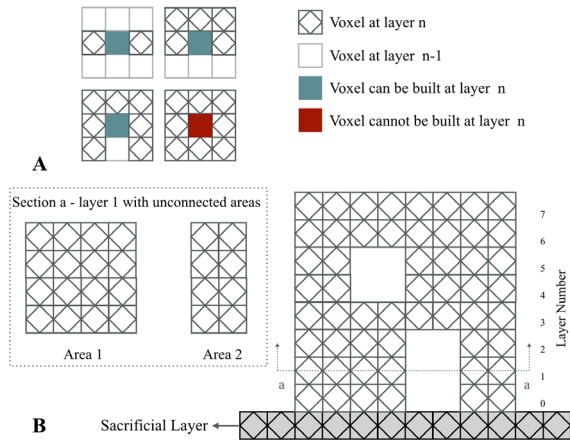 Voxel at layer n
Voxel at layer n-1
Voxel can be built at layer n
Voxel cannot be built at layer n
A
Section a - layer 1 with unconnected areas
Area 1
Area 2
7
6
5
4
3
2
1
0
Layer Number
a
a
B
Sacrificial Layer